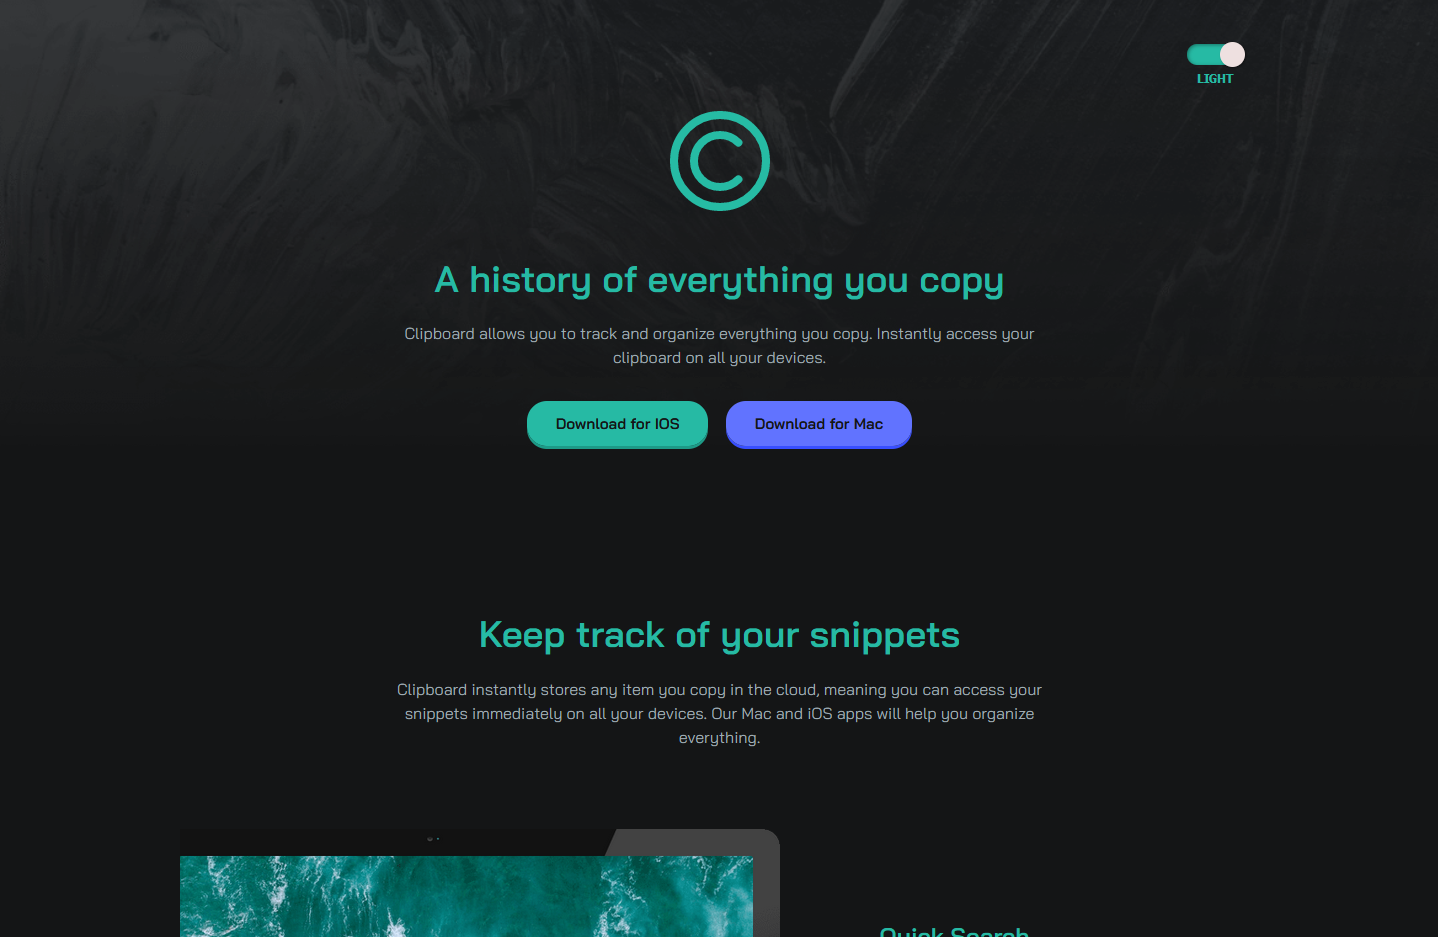 LIGHT
A history of everything you copy
Clipboard allows you to track and organize everything you copy. Instantly access your
clipboard on all your devices.
Download for IOS
Download for Mac
Keep track of your snippets
Clipboard instantly stores any item you copy in the cloud, meaning you can access your
snippets immediately on all your devices. Our Mac and iOS apps will help you organize
everything.
Quick Search